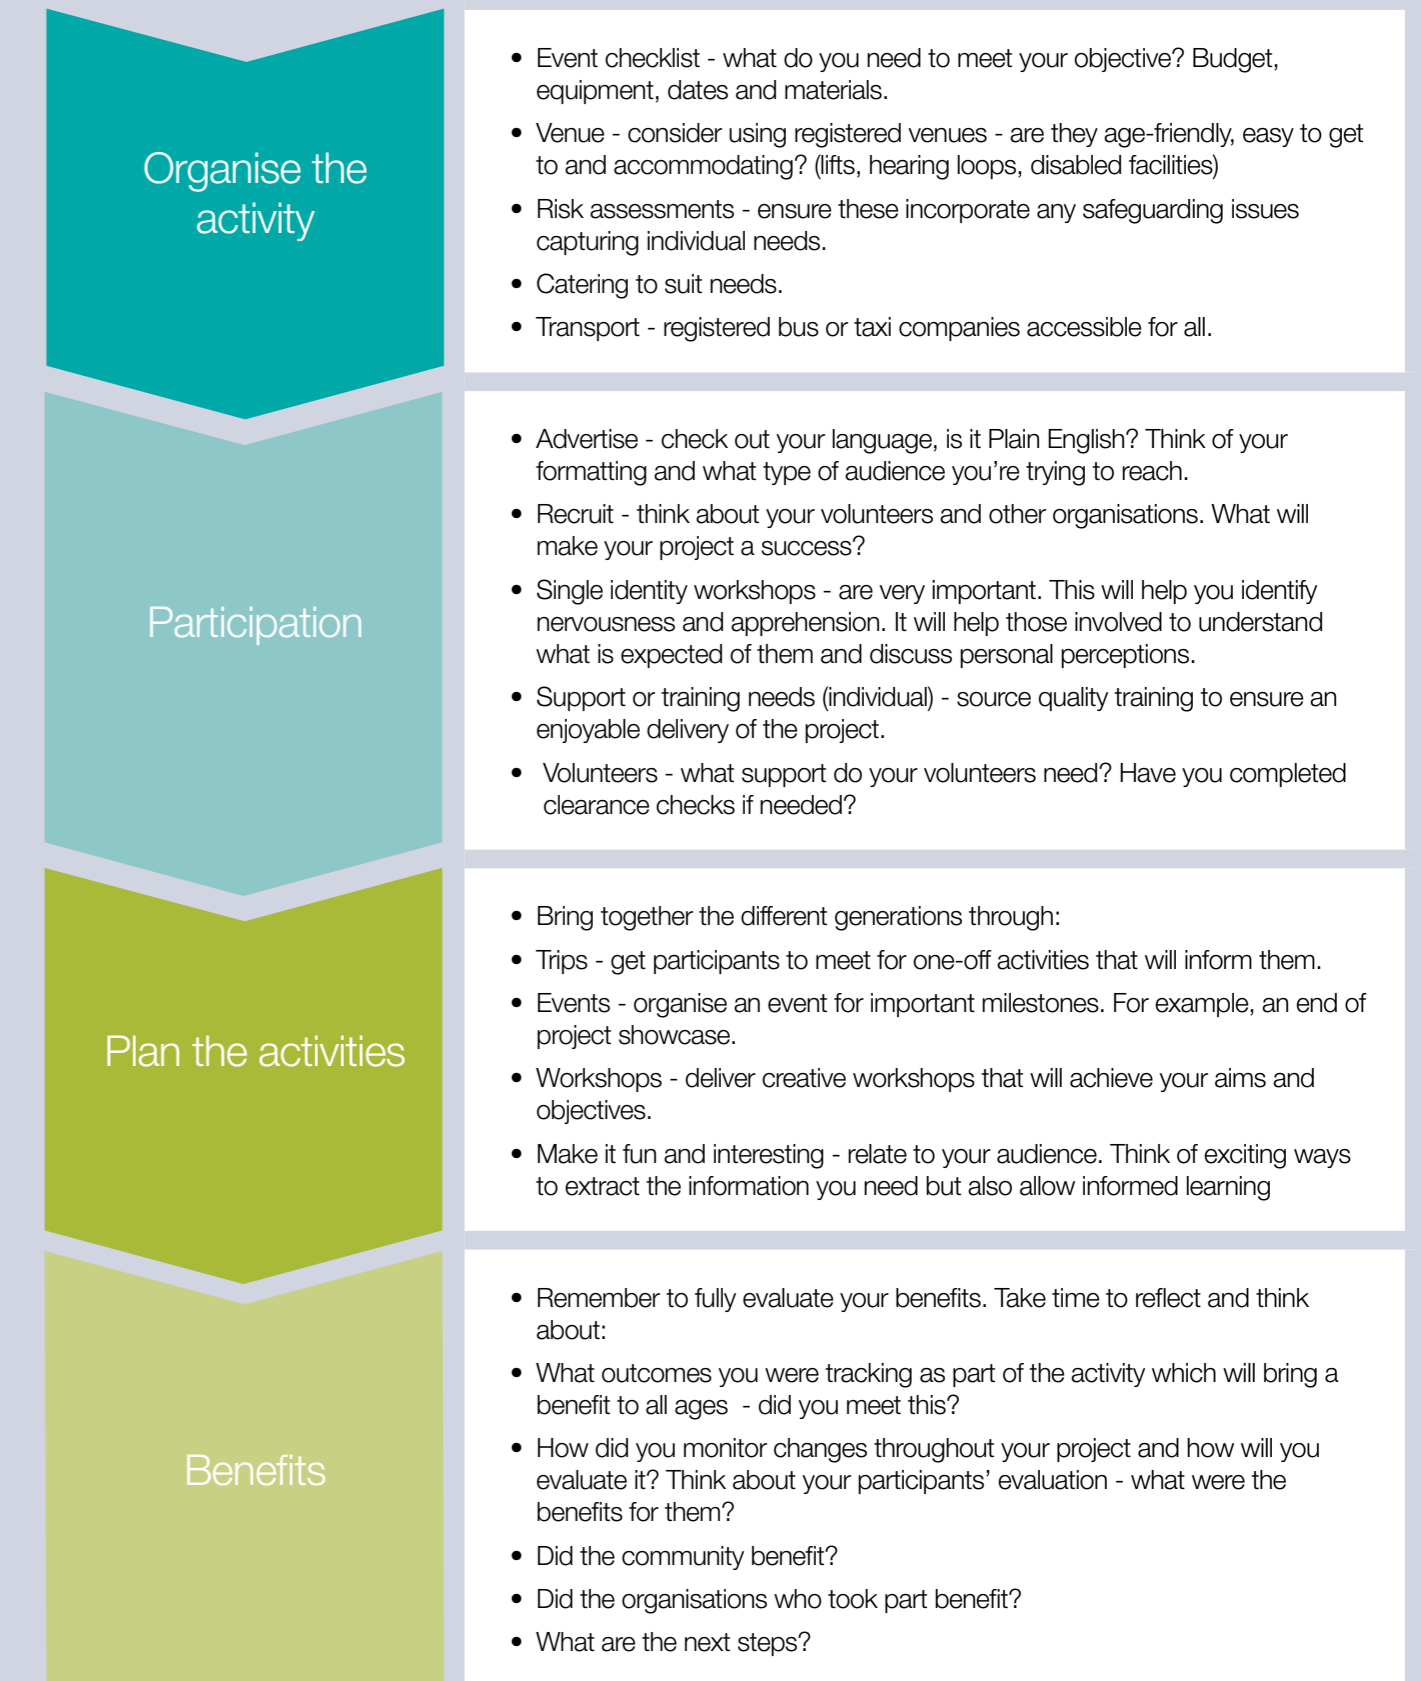 Organise the
activity
• Event checklist - what do you need to meet your objective? Budget,
equipment, dates and materials.
• Venue - consider using registered venues - are they age-friendly, easy to get
to and accommodating? (lifts, hearing loops, disabled facilities)
• Risk assessments - ensure these incorporate any safeguarding issues
capturing individual needs.
• Catering to suit needs.
• Transport - registered bus or taxi companies accessible for all.
Participation
• Advertise - check out your language, is it Plain English? Think of your
formatting and what type of audience you're trying to reach.
• Recruit - think about your volunteers and other organisations. What will
make your project a success?
• Single identity workshops - are very important. This will help you identify
nervousness and apprehension. It will help those involved to understand
what is expected of them and discuss personal perceptions.
• Support or training needs (individual) - source quality training to ensure an
enjoyable delivery of the project.
• Volunteers - what support do your volunteers need? Have you completed
clearance checks if needed?
Plan the activities
• Bring together the different generations through:
• Trips - get participants to meet for one-off activities that will inform them.
• Events - organise an event for important milestones. For example, an end of
project showcase.
• Workshops - deliver creative workshops that will achieve your aims and
objectives.
• Make it fun and interesting - relate to your audience. Think of exciting ways
to extract the information you need but also allow informed learning
Benefits
• Remember to fully evaluate your benefits. Take time to reflect and think
about:
• What outcomes you were tracking as part of the activity which will bring a
benefit to all ages  - did you meet this?
• How did you monitor changes throughout your project and how will you
evaluate it? Think about your participants' evaluation - what were the
benefits for them?
• Did the community benefit?
• Did the organisations who took part benefit?
• What are the next steps?